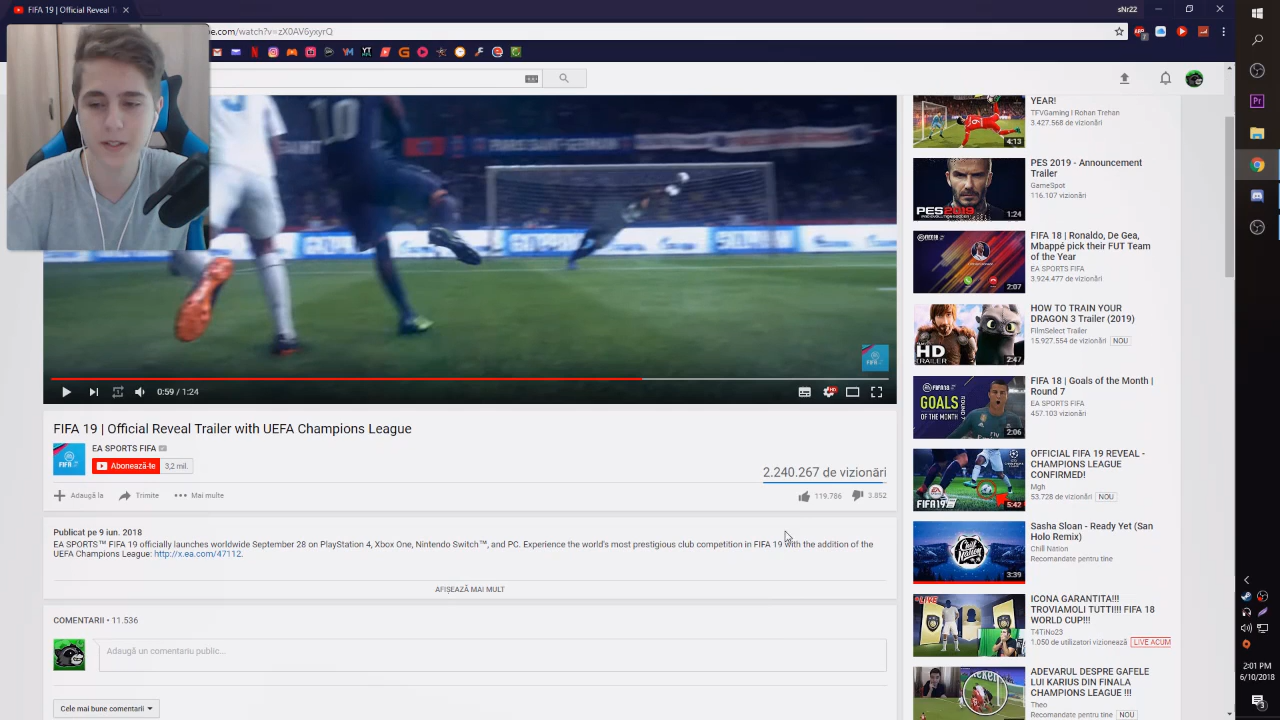 FIFA 19 | Official Reveal T
sNr22
e.com/watch?v=zX0AV6yxyrQ
0:59 / 1:24
FIFA 19 | Official Reveal Trailer with UEFA Champions League
EA SPORTS FIFA
Abonează-te
3,2 mil.
2.240.267 de vizionări
Adaugă la
Trimite
Mai multe
119.786
3.852
Publicat pe 9 iun. 2018
EA SPORTS™ FIFA 19 officially launches worldwide September 28 on PlayStation 4, Xbox One, Nintendo Switch™, and PC. Experience the world's most prestigious club competition in FIFA 19 with the addition of the
UEFA Champions League: http://x.ea.com/47112.
AFIȘEAZĂ MAI MULT
COMENTARII • 11.536
Adaugă un comentariu public...
Cele mai bune comentarii
YEAR!
TFVGaming I Rohan Trehan
3.427.568 de vizionări
4:13
PES 2019 - Announcement
Trailer
GameSpot
116.107 vizionări
PES2019
1:24
FIFA 18 | Ronaldo, De Gea,
Mbappé pick their FUT Team
of the Year
EA SPORTS FIFA
3.924.477 de vizionări
2:07
HOW TO TRAIN YOUR
DRAGON 3 Trailer (2019)
FilmSelect Trailer
15.927.554 de vizionări NOU
HD
TRAILER
2:47
FIFA 18 | Goals of the Month |
Round 7
EA SPORTS FIFA
457.103 vizionări
FIFA18
GOALS
OF THE MONTH
ROUND 7
2:06
OFFICIAL FIFA 19 REVEAL -
CHAMPIONS LEAGUE
CONFIRMED!
Mgh
53.728 de vizionări NOU
FIFA19
5:42
Sasha Sloan - Ready Yet (San
Holo Remix)
Chill Nation
Recomandate pentru tine
3:39
ICONA GARANTITA!!!
TROVIAMOLI TUTTI!!!! FIFA 18
WORLD CUP!!!
T4TiNo23
1.050 de utilizatori vizionează LIVE ACUM
LIVE
ADEVARUL DESPRE GAFELE
LUI KARIUS DIN FINALA
CHAMPIONS LEAGUE !!!
Theo
Recomandate pentru tine NOU
2:01 PM
6/10/2018